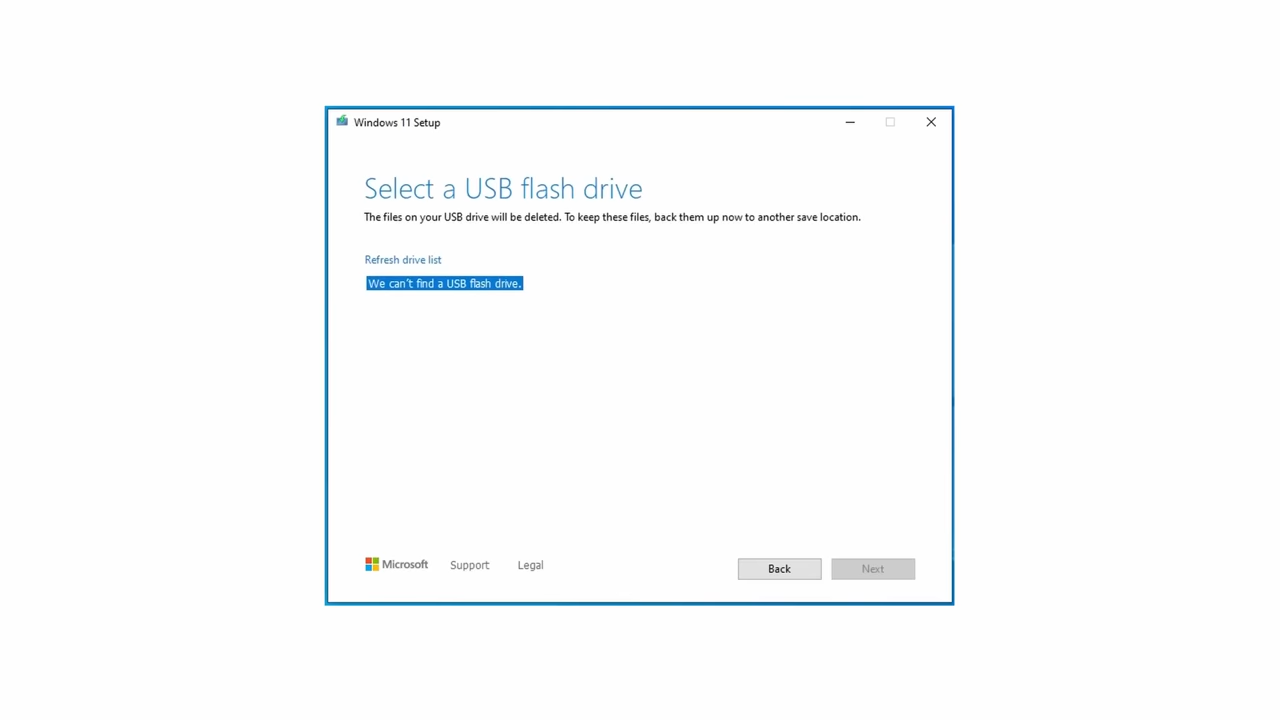 Windows 11 Setup
Select a USB flash drive
The files on your USB drive will be deleted. To keep these files, back them up now to another save location.
Refresh drive list
We can't find a USB flash drive.
Microsoft Support Legal Back Next